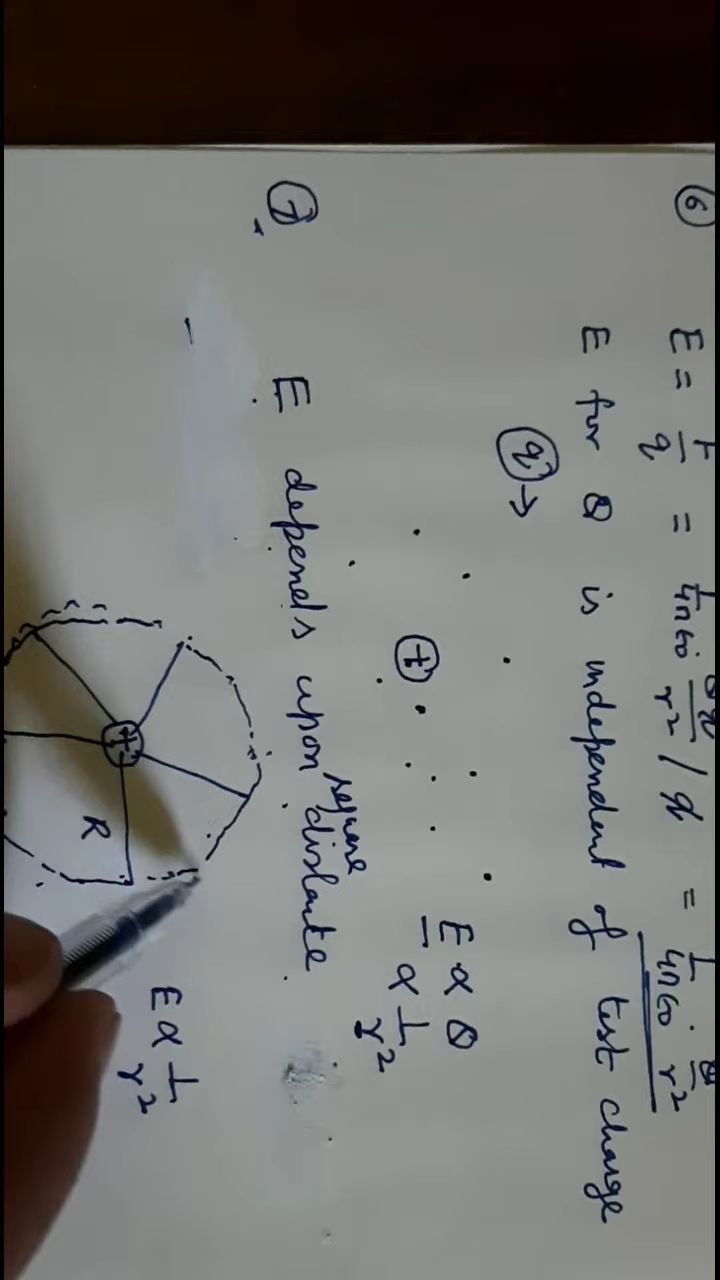 ⑥ E = F/q = 1/4πε0 · Qq/r² / q = 1/4πε0 · Q/r²
E for Q is independent of test charge
q →
+
E ∝ Q
∝ 1/r²
⑦ E depends upon square distance
+
R
E ∝ 1/r²